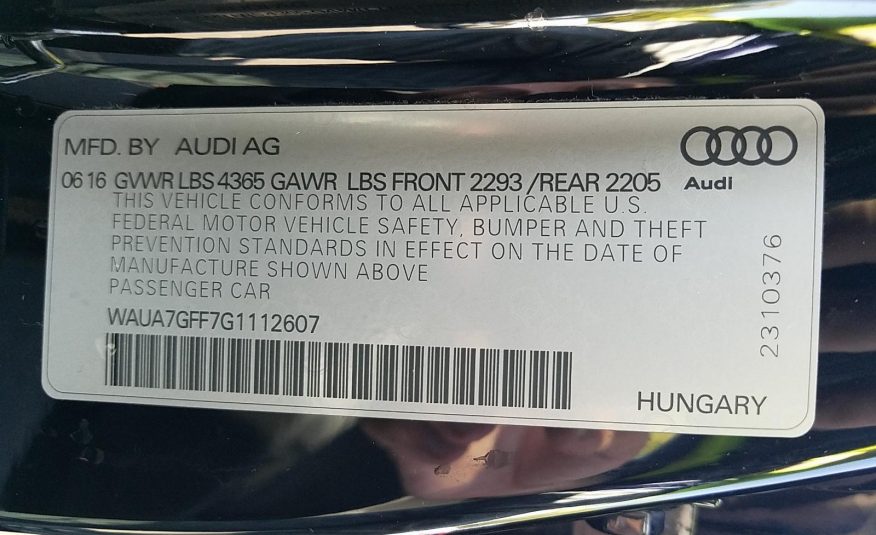 MFD. BY AUDI AG
06 16 GVWR LBS 4365 GAWR LBS FRONT 2293 /REAR 2205
Audi
THIS VEHICLE CONFORMS TO ALL APPLICABLE U.S.
FEDERAL MOTOR VEHICLE SAFETY, BUMPER AND THEFT
PREVENTION STANDARDS IN EFFECT ON THE DATE OF
MANUFACTURE SHOWN ABOVE
PASSENGER CAR
WAUA7GFF7G1112607
2310376
HUNGARY